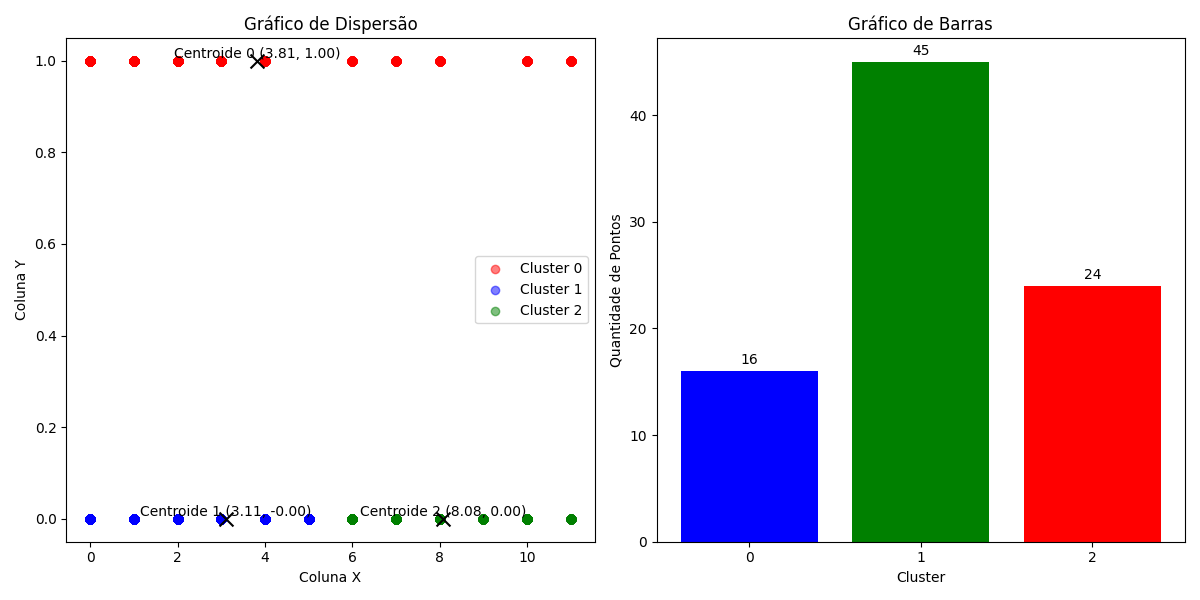 Gráfico de Dispersão
Centroide 0 (3.81, 1.00)
1.0
0.8
0.6
0.4
0.2
0.0
Coluna Y
Cluster 0
Cluster 1
Cluster 2
Centroide 1 (3.11, -0.00)
Centroide 2 (8.08, 0.00)
0 2 4 6 8 10
Coluna X
Gráfico de Barras
45
24
16
40
30
20
10
0
Quantidade de Pontos
0 1 2
Cluster